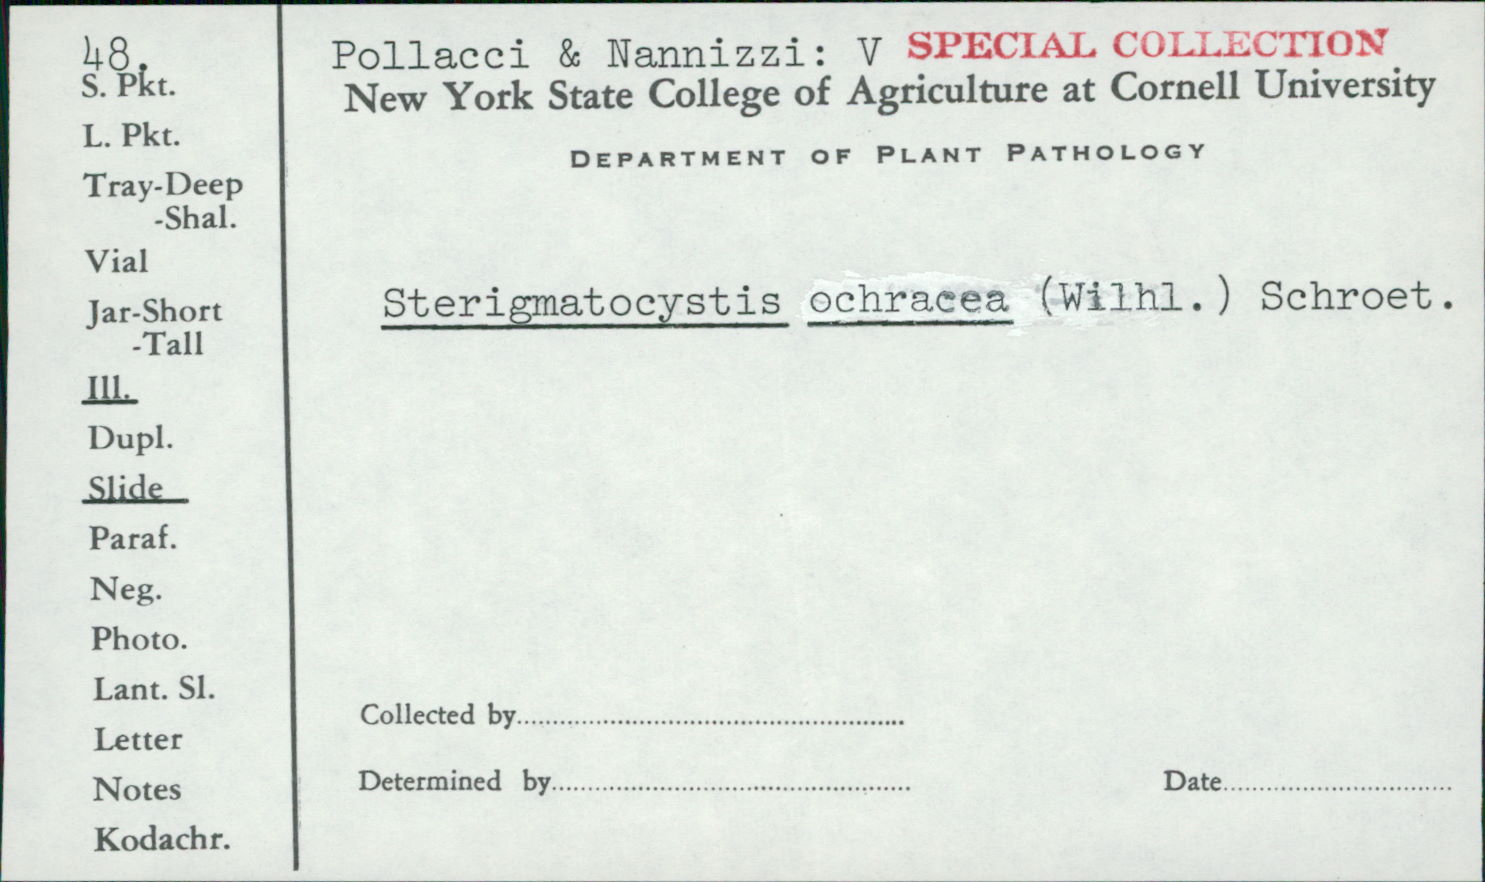 48.
S. Pkt.
L. Pkt.
Tray-Deep
-Shal.
Vial
Jar-Short
-Tall
Ill.
Dupl.
Slide
Paraf.
Neg.
Photo.
Lant. Sl.
Letter
Notes
Kodachr.
Pollacci & Nannizzi: V SPECIAL COLLECTION
New York State College of Agriculture at Cornell University
DEPARTMENT OF PLANT PATHOLOGY
Sterigmatocystis ochracea (Wilhl.) Schroet.
Collected by
Determined by Date